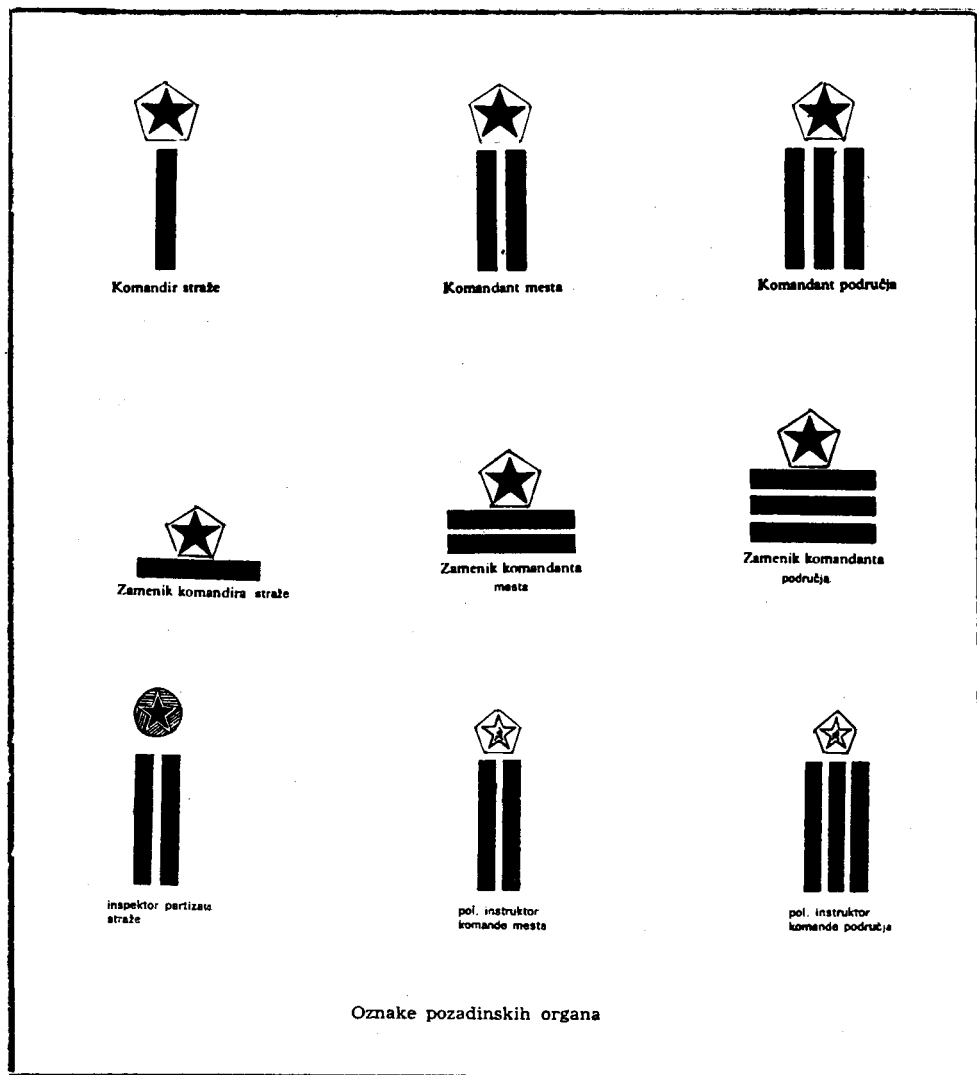 Komandir straže
Komandant mesta
Komandant područja
Zamenik komandira straže
Zamenik komandanta
mesta
Zamenik komandanta
područja
inspektor partizata
straže
pol. instruktor
komande mesta
pol. instruktor
komande područja
Oznake pozadinskih organa